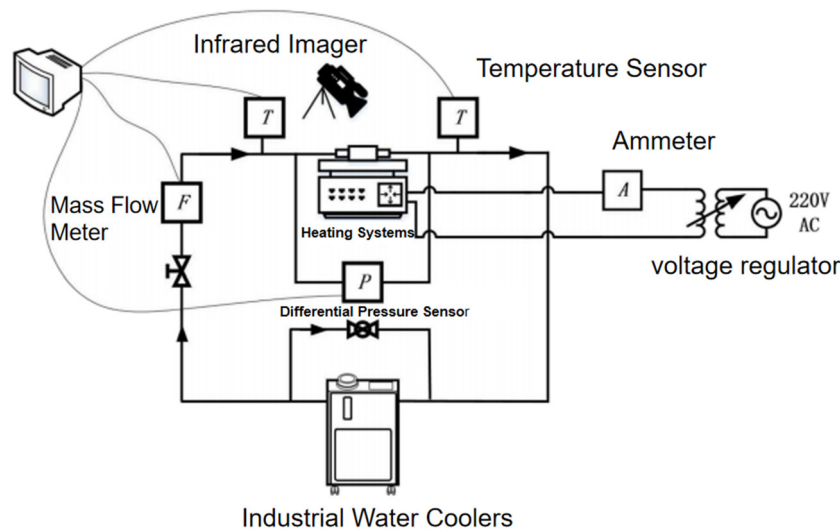 Infrared Imager
Temperature Sensor
T
T
Ammeter
Mass Flow
Meter
F
A
220V
AC
Heating Systems
voltage regulator
P
Differential Pressure Sensor
Industrial Water Coolers